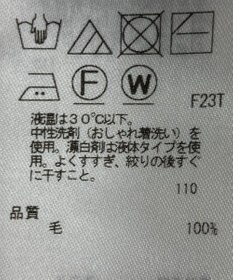 F
W
F23T
液温は30℃以下。
中性洗剤(おしゃれ着洗い)を
使用。漂白剤は液体タイプを使
用。よくすすぎ、絞りの後すぐ
に干すこと。
110
品質
毛 100%